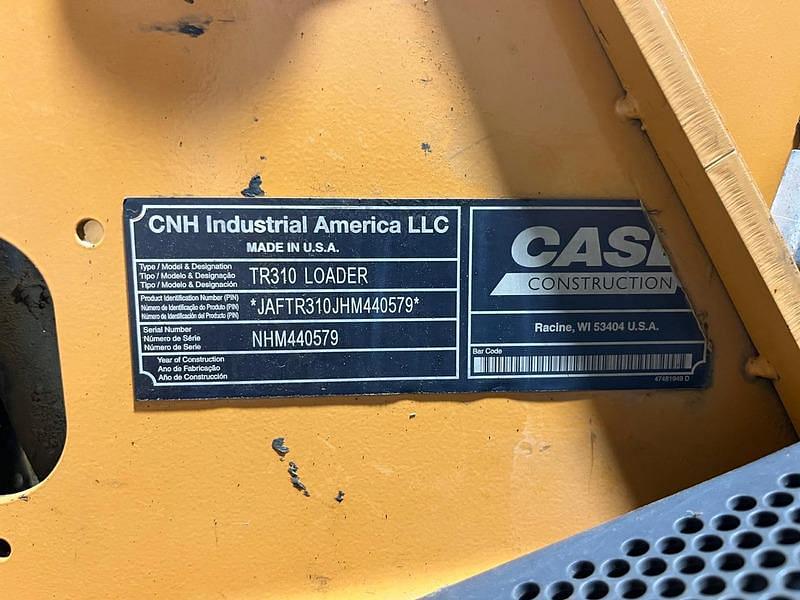 CNH Industrial America LLC
MADE IN U.S.A.
Type / Model & Designation
Tipo / Modelo & Designação
Tipo / Modelo & Designación
TR310 LOADER
Product Identification Number (PIN)
Número de Identificação do Produto (PIN)
Número de Identificación del Producto (PIN)
*JAFTR310JHM440579*
Serial Number
Número de Série
Número de Serie
NHM440579
Year of Construction
Ano de Fabricação
Año de Construcción
CASE
CONSTRUCTION
Racine, WI 53404 U.S.A.
Bar Code
47481949 D